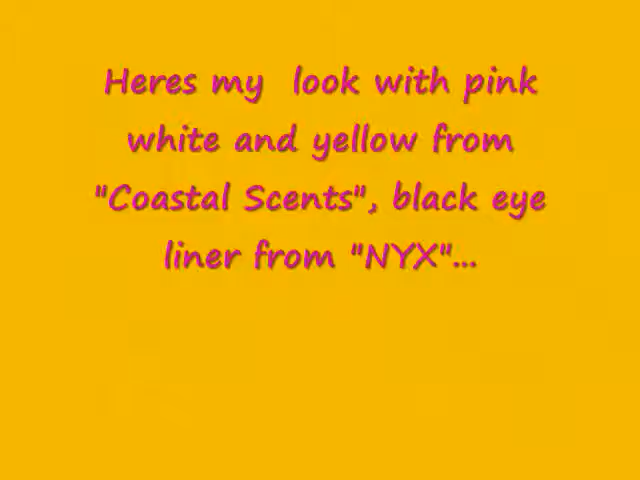 Heres my  look with pink
white and yellow from
"Coastal Scents", black eye
liner from "NYX"...